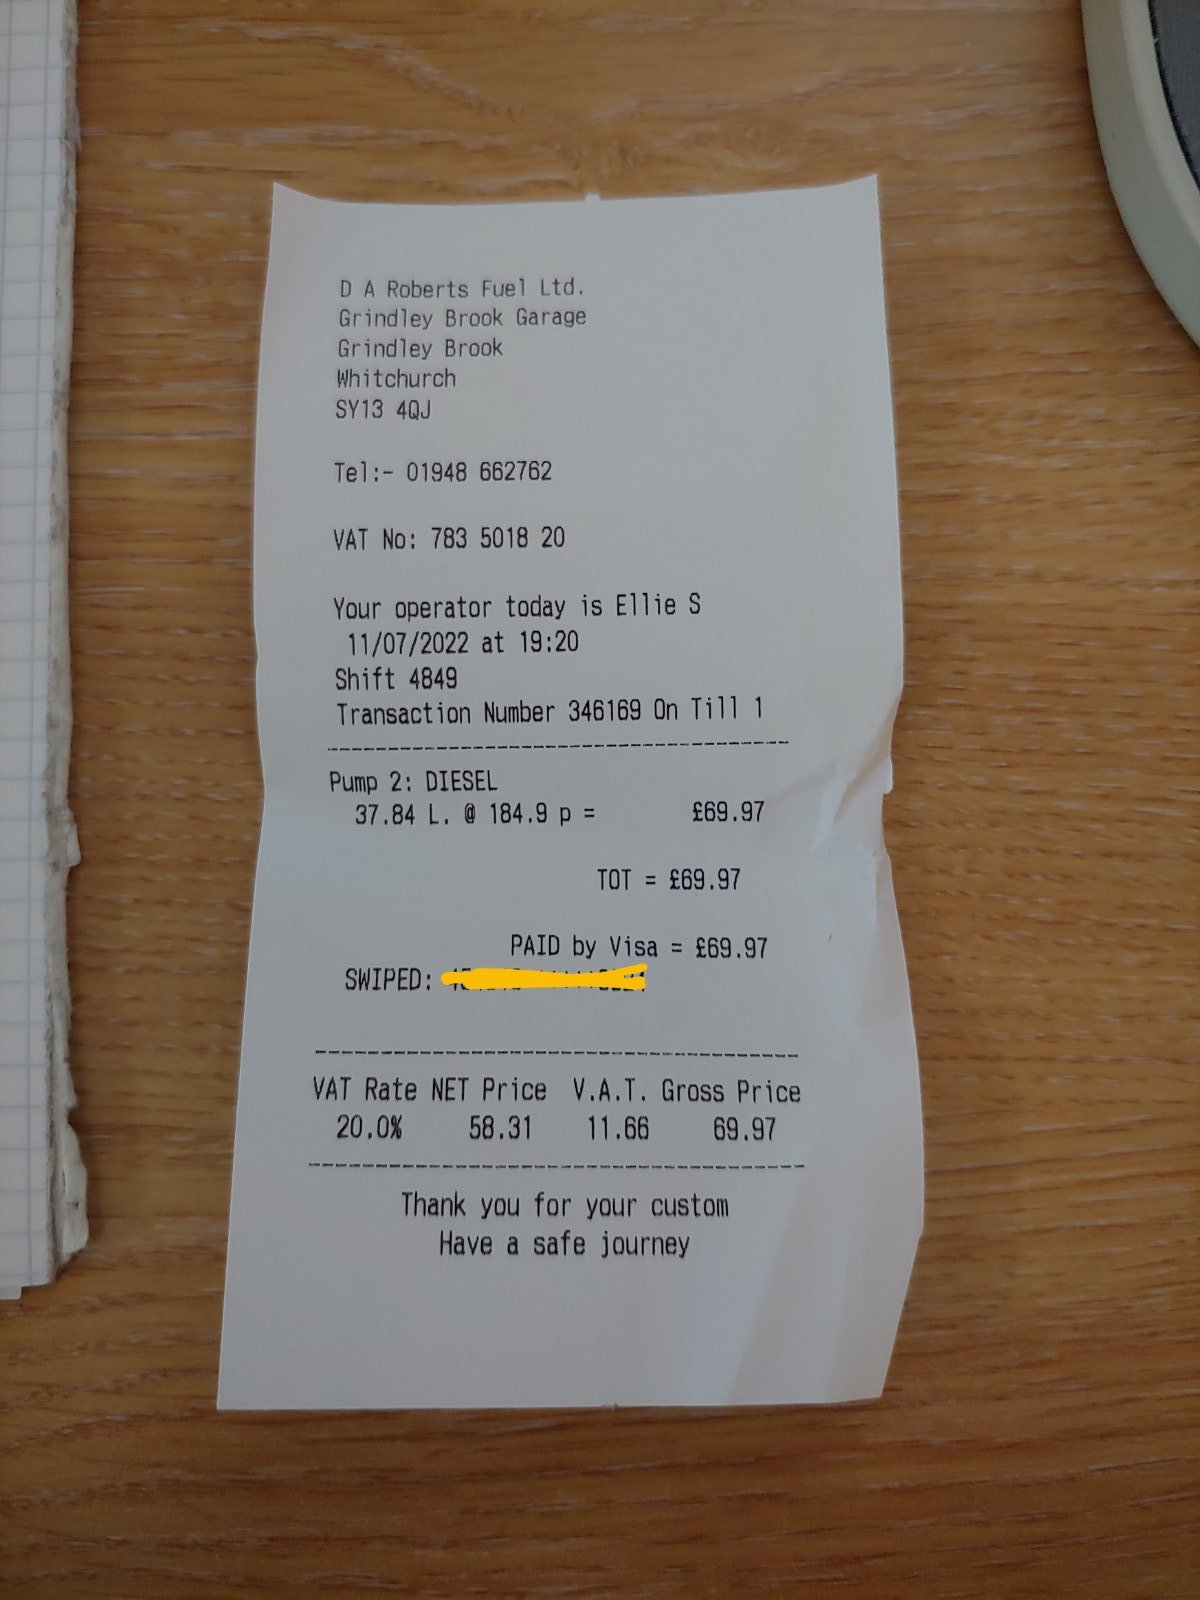 D A Roberts Fuel Ltd.
Grindley Brook Garage
Grindley Brook
Whitchurch
SY13 4QJ
Tel:- 01948 662762
VAT No: 783 5018 20
Your operator today is Ellie S
11/07/2022 at 19:20
Shift 4849
Transaction Number 346169 On Till 1
Pump 2: DIESEL
37.84 L. @ 184.9 p = £69.97
TOT = £69.97
PAID by Visa = £69.97
SWIPED:
VAT Rate NET Price V.A.T. Gross Price
20.0% 58.31 11.66 69.97
Thank you for your custom
Have a safe journey